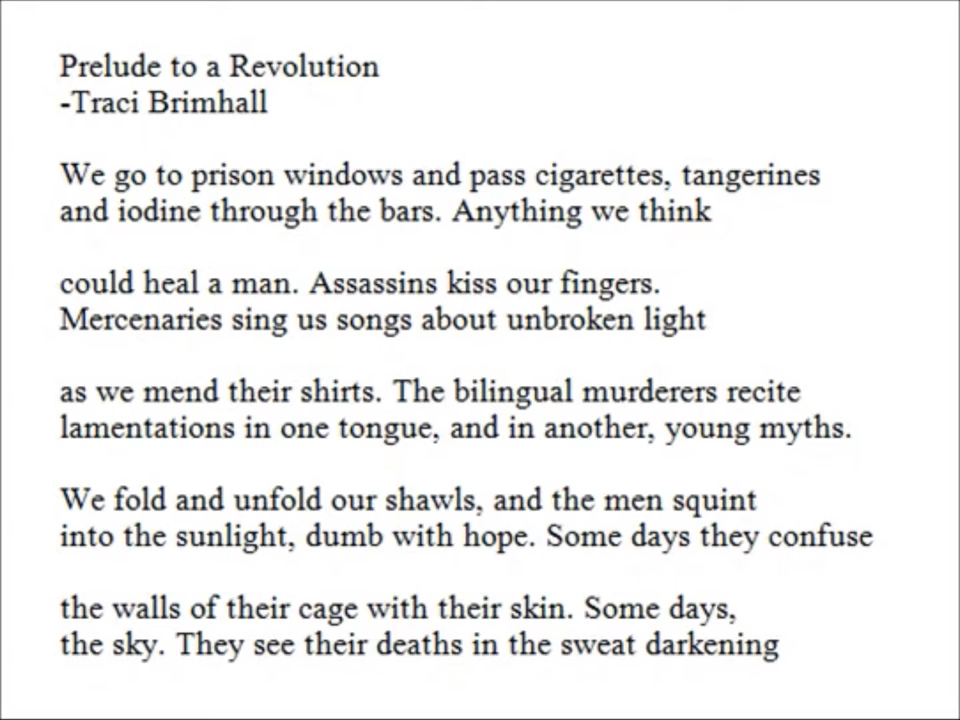 Prelude to a Revolution
-Traci Brimhall
We go to prison windows and pass cigarettes, tangerines
and iodine through the bars. Anything we think
could heal a man. Assassins kiss our fingers.
Mercenaries sing us songs about unbroken light
as we mend their shirts. The bilingual murderers recite
lamentations in one tongue, and in another, young myths.
We fold and unfold our shawls, and the men squint
into the sunlight, dumb with hope. Some days they confuse
the walls of their cage with their skin. Some days,
the sky. They see their deaths in the sweat darkening